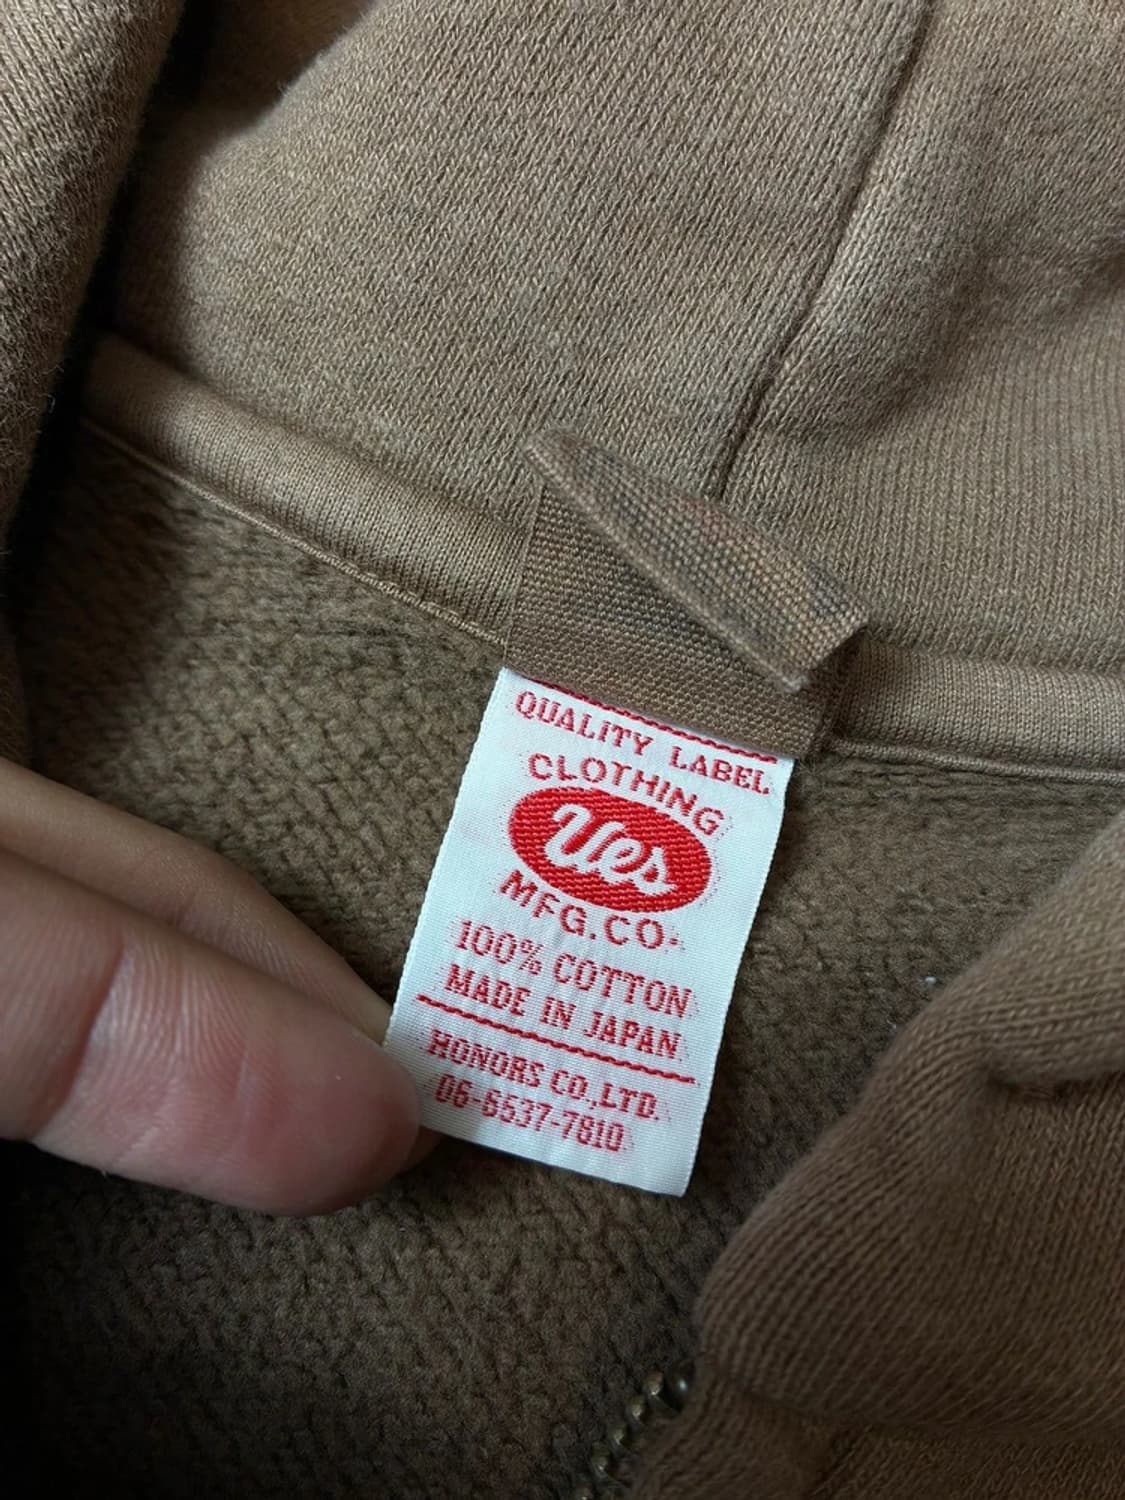 QUALITY LABEL
CLOTHING
Ues
MFG.CO.
100% COTTON
MADE IN JAPAN
HONORS CO.,LTD.
06-6537-7810